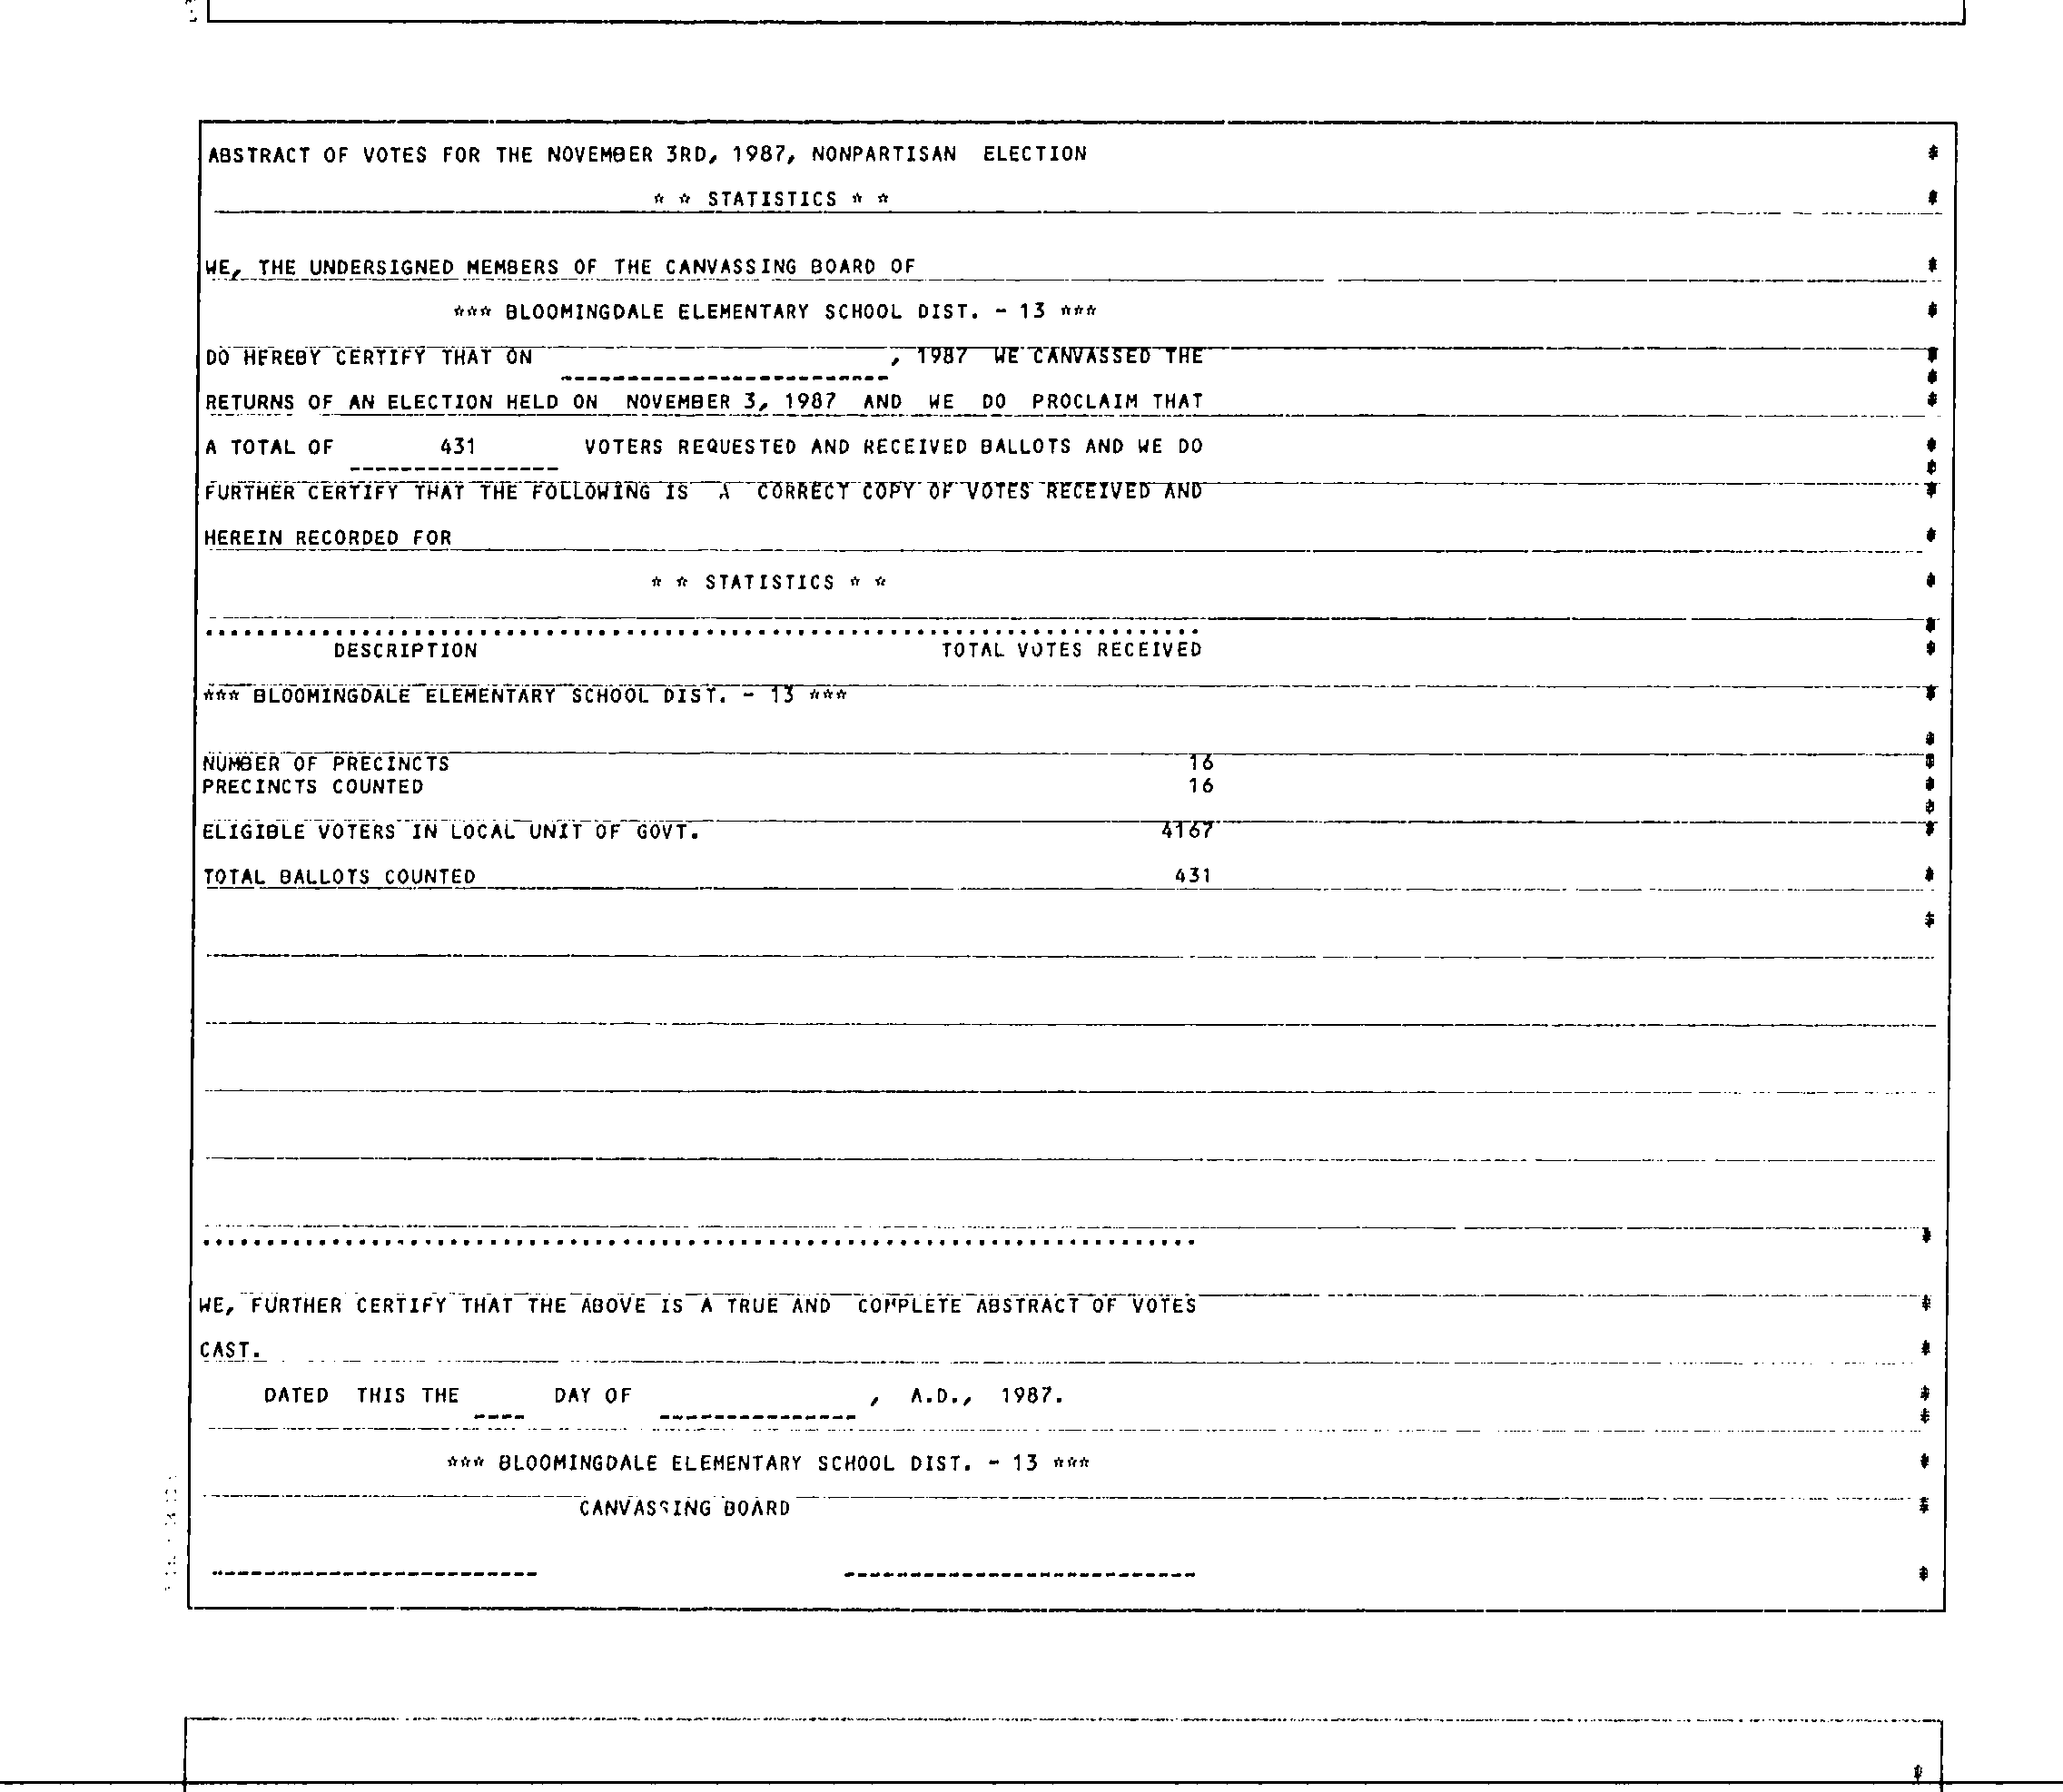 ABSTRACT OF VOTES FOR THE NOVEMBER 3RD, 1987, NONPARTISAN ELECTION
* * STATISTICS * *
WE, THE UNDERSIGNED MEMBERS OF THE CANVASSING BOARD OF
*** BLOOMINGDALE ELEMENTARY SCHOOL DIST. - 13 ***
DO HEREBY CERTIFY THAT ON , 1987 WE CANVASSED THE
RETURNS OF AN ELECTION HELD ON NOVEMBER 3, 1987 AND WE DO PROCLAIM THAT
A TOTAL OF 431 VOTERS REQUESTED AND RECEIVED BALLOTS AND WE DO
FURTHER CERTIFY THAT THE FOLLOWING IS A CORRECT COPY OF VOTES RECEIVED AND
HEREIN RECORDED FOR
* * STATISTICS * *
DESCRIPTION TOTAL VOTES RECEIVED
*** BLOOMINGDALE ELEMENTARY SCHOOL DIST. - 13 ***
NUMBER OF PRECINCTS 16
PRECINCTS COUNTED 16
ELIGIBLE VOTERS IN LOCAL UNIT OF GOVT. 4167
TOTAL BALLOTS COUNTED 431
WE, FURTHER CERTIFY THAT THE ABOVE IS A TRUE AND COMPLETE ABSTRACT OF VOTES
CAST.
DATED THIS THE ---- DAY OF --------------- , A.D., 1987.
*** BLOOMINGDALE ELEMENTARY SCHOOL DIST. - 13 ***
CANVASSING BOARD